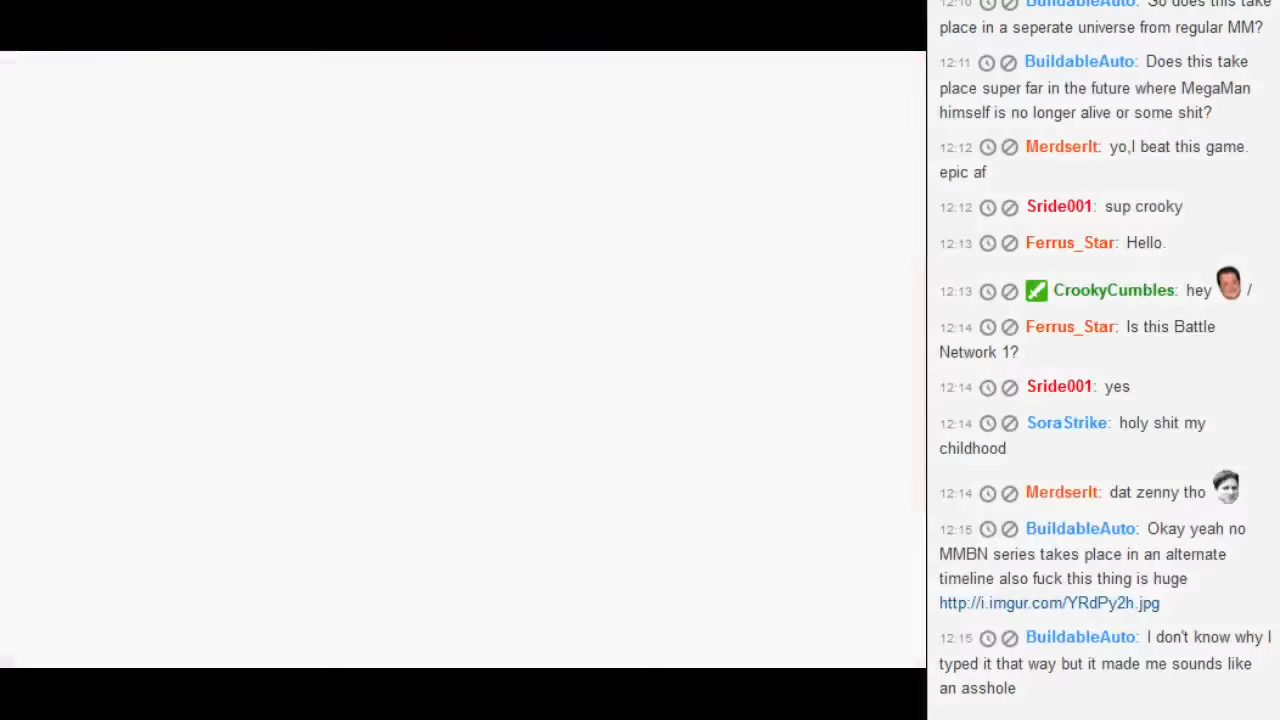 12:10 BuildableAuto: So does this take
place in a seperate universe from regular MM?
12:11 BuildableAuto: Does this take
place super far in the future where MegaMan
himself is no longer alive or some shit?
12:12 MerdserIt: yo,I beat this game.
epic af
12:12 Sride001: sup crooky
12:13 Ferrus_Star: Hello.
12:13 CrookyCumbles: hey /
12:14 Ferrus_Star: Is this Battle
Network 1?
12:14 Sride001: yes
12:14 SoraStrike: holy shit my
childhood
12:14 MerdserIt: dat zenny tho
12:15 BuildableAuto: Okay yeah no
MMBN series takes place in an alternate
timeline also fuck this thing is huge
http://i.imgur.com/YRdPy2h.jpg
12:15 BuildableAuto: I don't know why I
typed it that way but it made me sounds like
an asshole